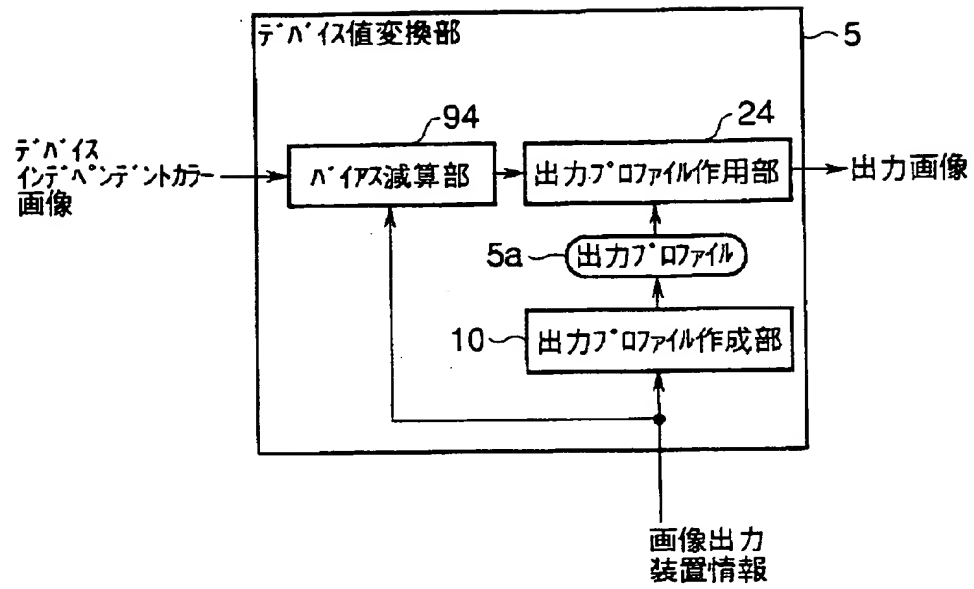 デバイス値変換部
5
94
24
デバイス
インデペンデントカラー
画像
バイアス減算部
出力プロファイル作用部
出力画像
5a
出力プロファイル
10
出力プロファイル作成部
画像出力
装置情報